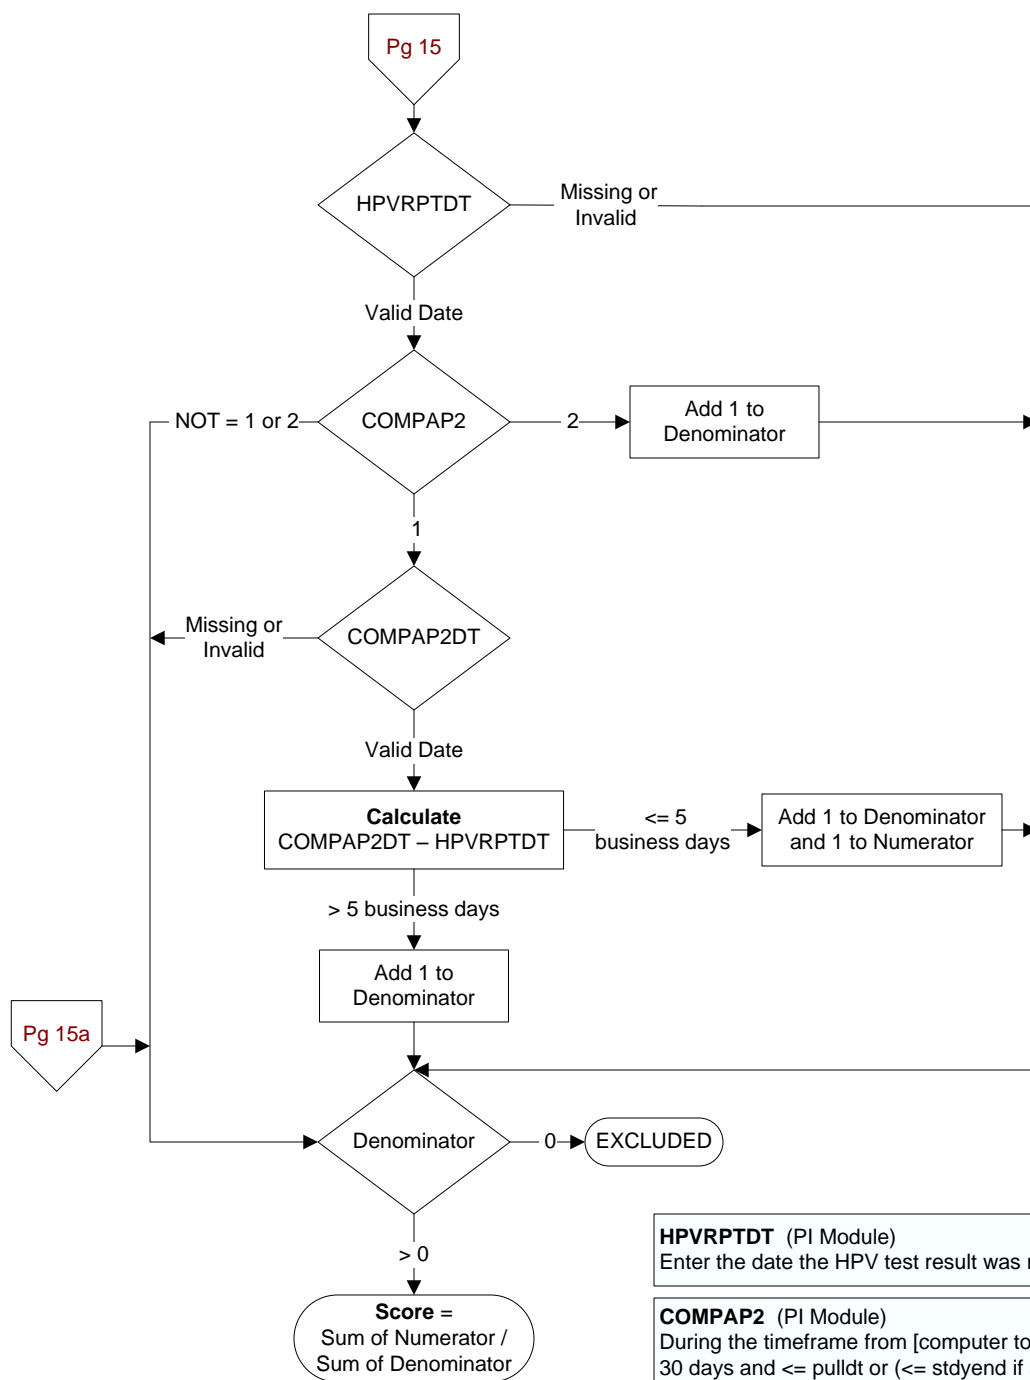 Pg 15
HPVRPTDT
Missing or
Invalid
Valid Date
NOT = 1 or 2
COMPAP2
2
Add 1 to
Denominator
1
Missing or
Invalid
COMPAP2DT
Valid Date
Calculate
COMPAP2DT – HPVRPTDT
<= 5
business days
Add 1 to Denominator
and 1 to Numerator
> 5 business days
Add 1 to
Denominator
Pg 15a
Denominator
0
EXCLUDED
> 0
Score =
Sum of Numerator /
Sum of Denominator
HPVRPTDT (PI Module)
Enter the date the HPV test result was
COMPAP2 (PI Module)
During the timeframe from [computer to
30 days and <= pulldt or (<= stdyend if